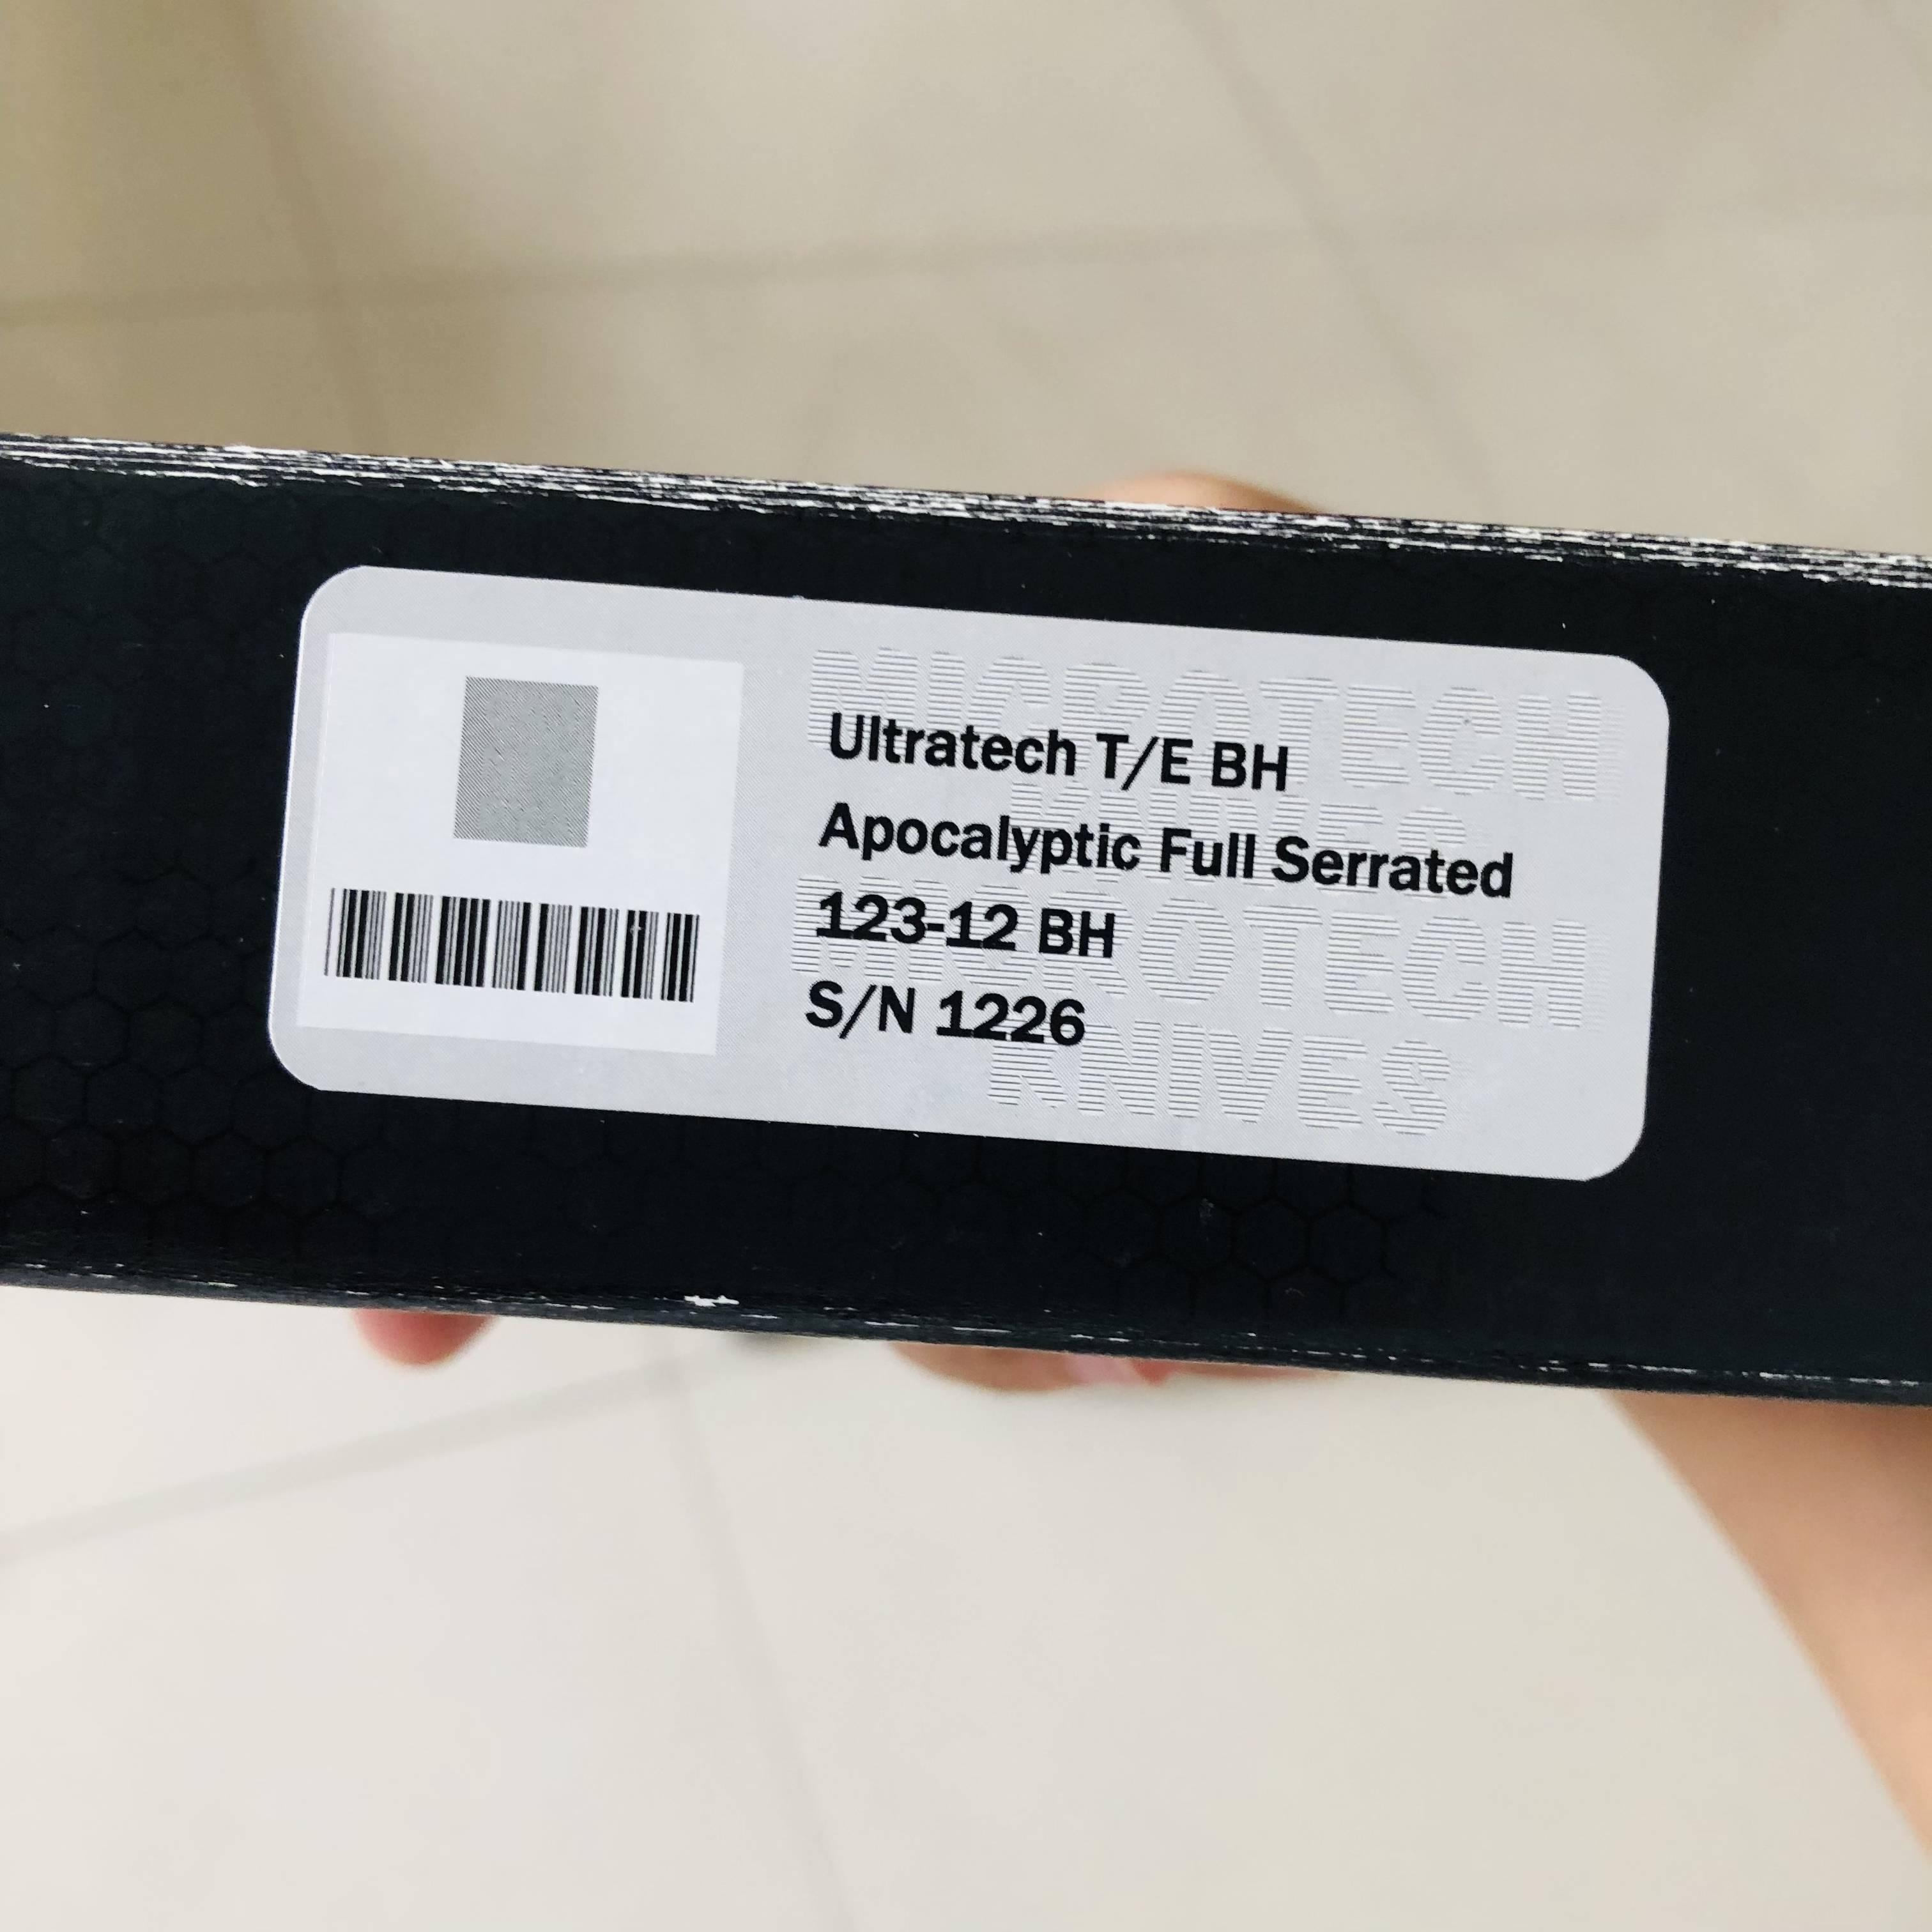 Ultratech T/E BH
Apocalyptic Full Serrated
123-12 BH
S/N 1226
MICROTECH
KNIVES
MICROTECH
KNIVES